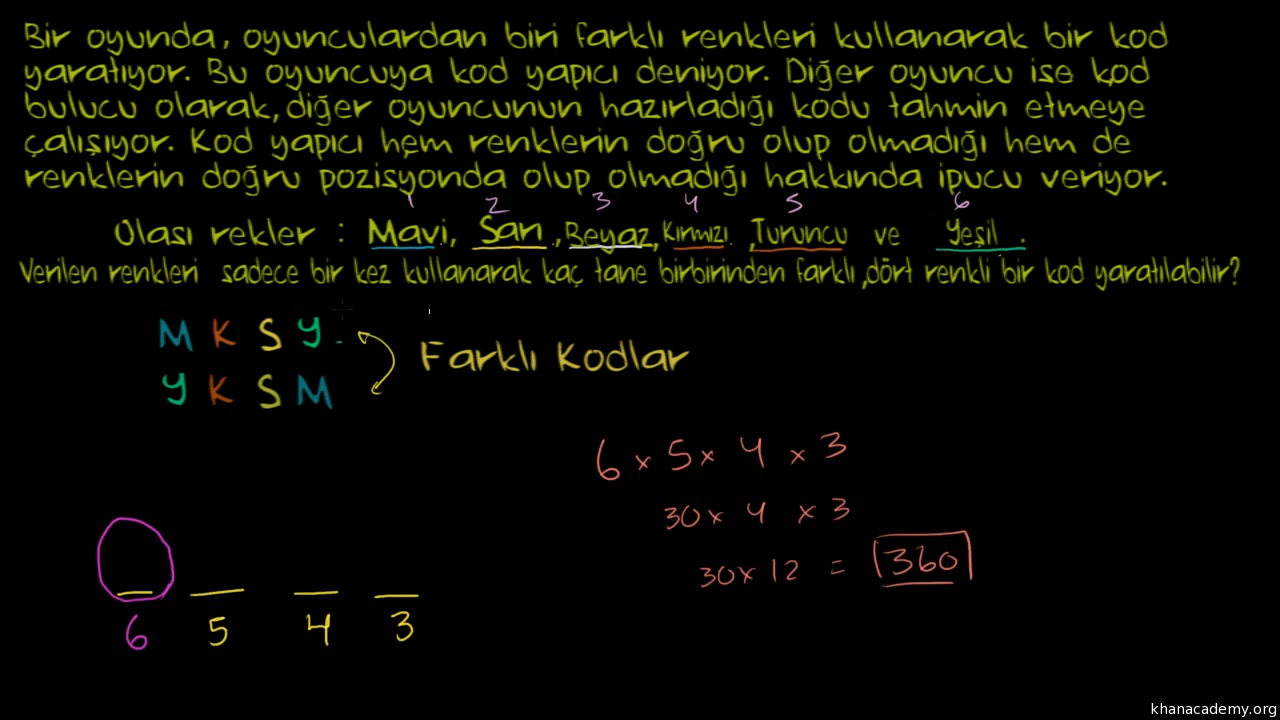 Bir oyunda, oyunculardan biri farklı renkleri kullanarak bir kod
yaratıyor. Bu oyuncuya kod yapıcı deniyor. Diğer oyuncu ise kod
bulucu olarak, diğer oyuncunun hazırladığı kodu tahmin etmeye
çalışıyor. Kod yapıcı hem renklerin doğru olup olmadığı hem de
renklerin doğru pozisyonda olup olmadığı hakkında ipucu veriyor.
1 2 3 4 5 6
Olası rekler : Mavi, Sarı, Beyaz, Kırmızı, Turuncu ve Yeşil.
Verilen renkleri sadece bir kez kullanarak kaç tane birbirinden farklı, dört renkli bir kod yaratılabilir?
M K S Y
Farklı Kodlar
Y K S M
6 x 5 x 4 x 3
30 x 4 x 3
30 x 12 = 360
6 5 4 3
khanacademy.org